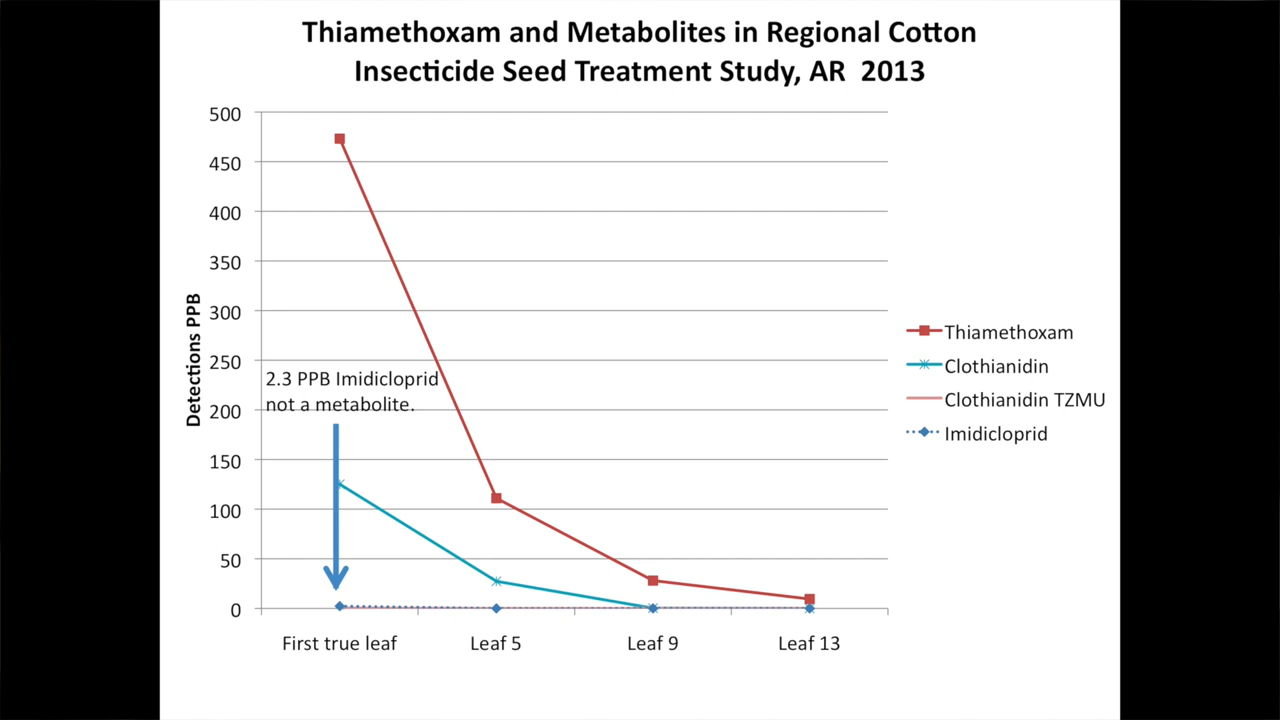 Thiamethoxam and Metabolites in Regional Cotton
Insecticide Seed Treatment Study, AR 2013
500
450
400
350
300
250
200
150
100
50
0
Detections PPB
2.3 PPB Imidicloprid
not a metabolite.
First true leaf
Leaf 5
Leaf 9
Leaf 13
Thiamethoxam
Clothianidin
Clothianidin TZMU
Imidicloprid